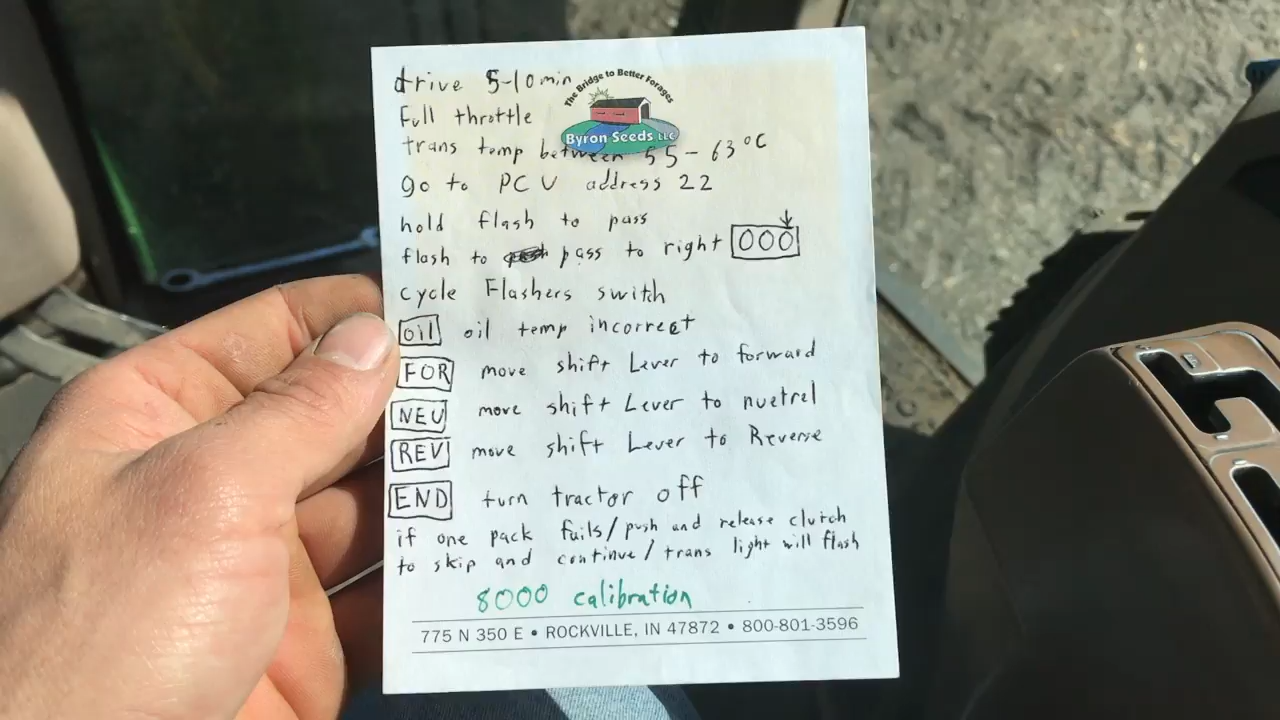 drive 5-10 min
The Bridge to Better Forages
full throttle
Byron Seeds LLC
trans temp between 55-63°C
go to PCU address 22
hold flash to pass
flash to pass to right 000
cycle Flashers switch
OIL oil temp incorrect
FOR move shift Lever to forward
NEU move shift Lever to nuetrel
REV move shift Lever to Reverse
END turn tractor off
if one pack fails/push and release clutch
to skip and continue/trans light will flash
8000 calibration
775 N 350 E • ROCKVILLE, IN 47872 • 800-801-3596